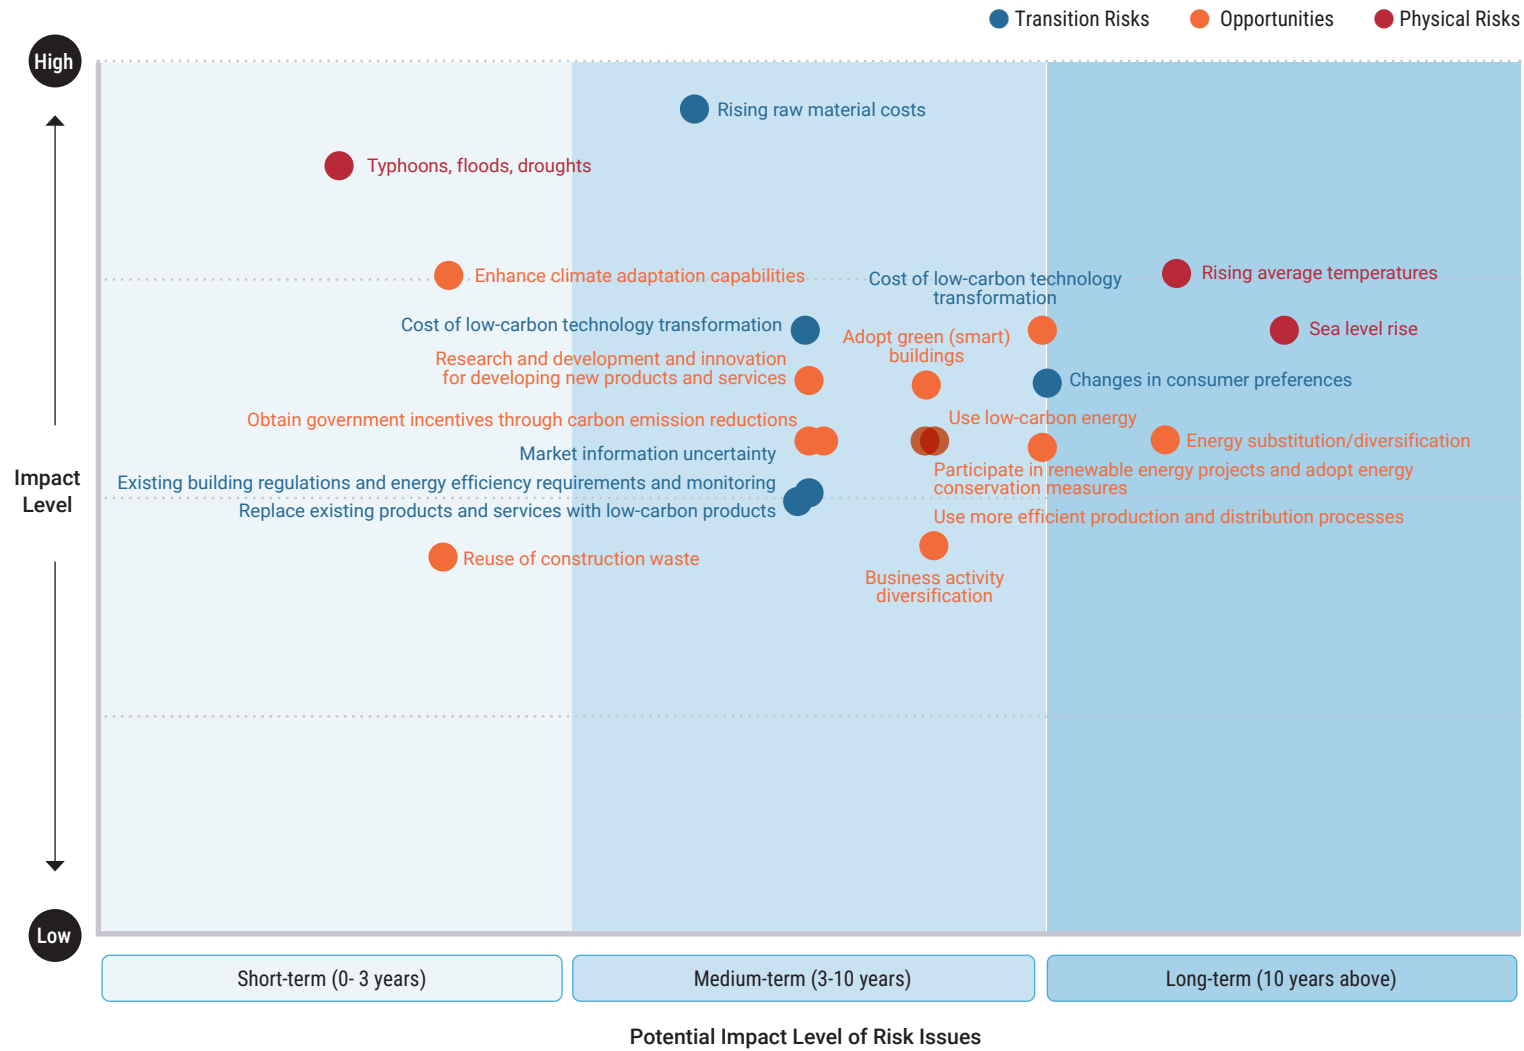 Transition Risks
Opportunities
Physical Risks
High
Rising raw material costs
Typhoons, floods, droughts
Enhance climate adaptation capabilities
Cost of low-carbon technology
transformation
Rising average temperatures
Cost of low-carbon technology transformation
Adopt green (smart)
buildings
Sea level rise
Research and development and innovation
for developing new products and services
Changes in consumer preferences
Obtain government incentives through carbon emission reductions
Use low-carbon energy
Energy substitution/diversification
Market information uncertainty
Participate in renewable energy projects and adopt energy
conservation measures
Existing building regulations and energy efficiency requirements and monitoring
Replace existing products and services with low-carbon products
Use more efficient production and distribution processes
Reuse of construction waste
Business activity
diversification
Impact
Level
Low
Short-term (0- 3 years)
Medium-term (3-10 years)
Long-term (10 years above)
Potential Impact Level of Risk Issues